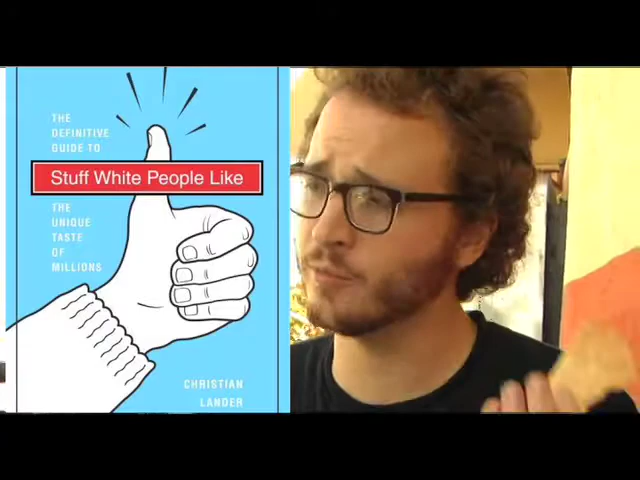 THE
DEFINITIVE
GUIDE TO
Stuff White People Like
THE
UNIQUE
TASTE
OF
MILLIONS
CHRISTIAN
LANDER